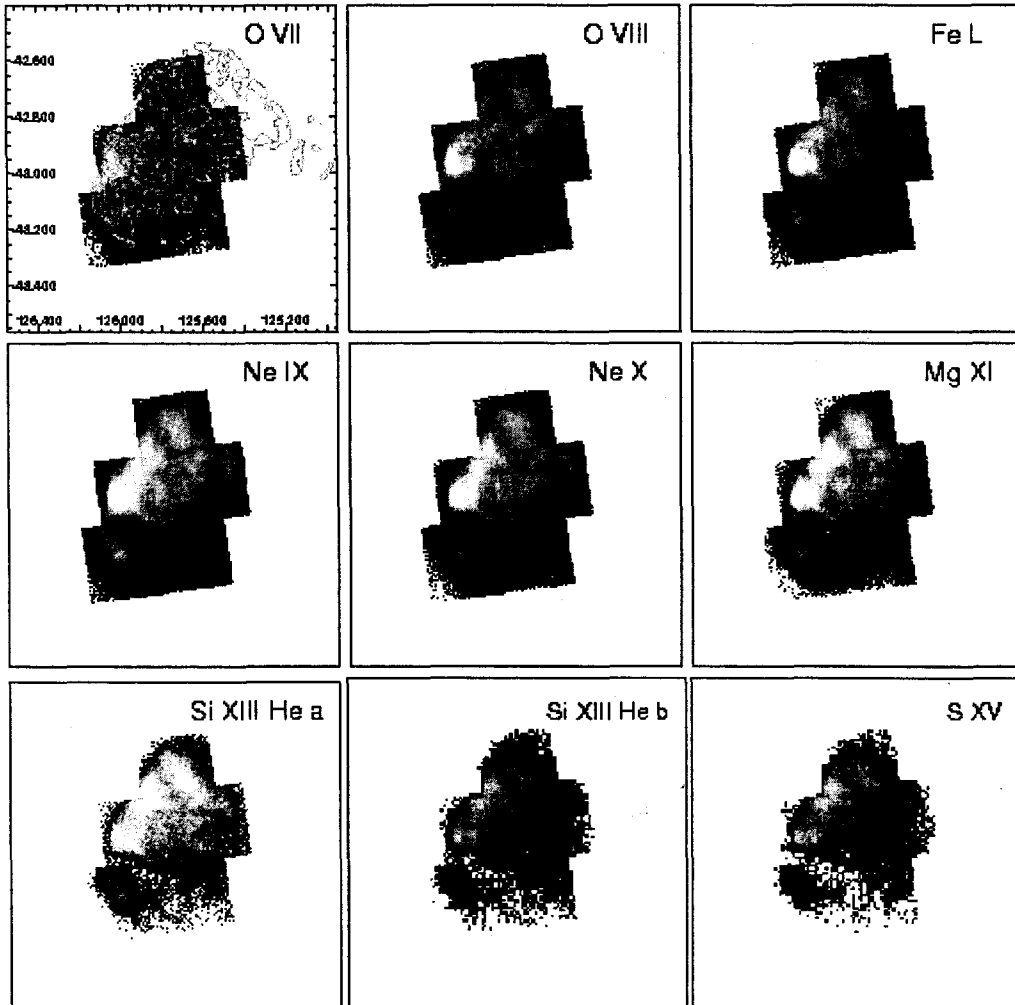 O VII
O VIII
Fe L
-42.600
-42.800
-43.000
-43.200
-43.400
126.400 126.000 125.600 125.200
Ne IX
Ne X
Mg XI
Si XIII He a
Si XIII He b
S XV